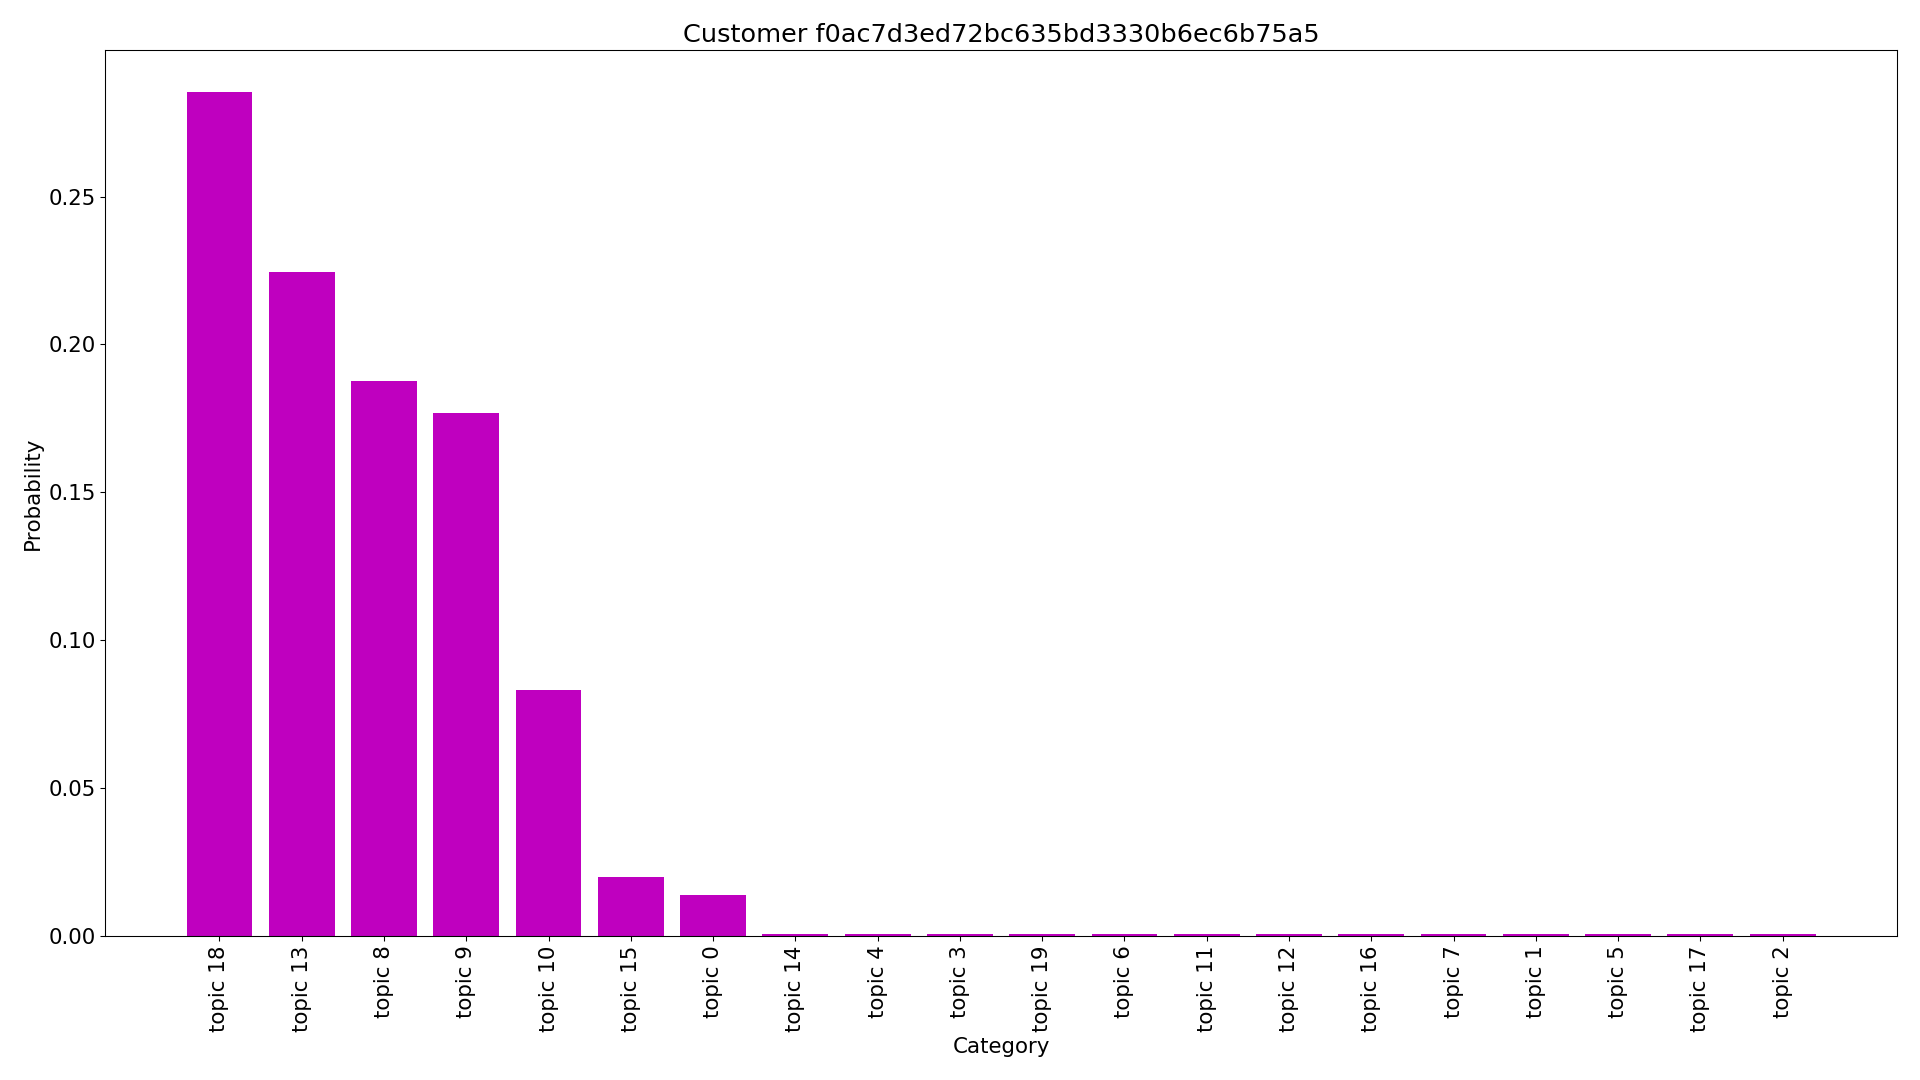 Customer f0ac7d3ed72bc635bd3330b6ec6b75a5
Probability
0.25
0.20
0.15
0.10
0.05
0.00
topic 18
topic 13
topic 8
topic 9
topic 10
topic 15
topic 0
topic 14
topic 4
topic 3
topic 19
topic 6
topic 11
topic 12
topic 16
topic 7
topic 1
topic 5
topic 17
topic 2
Category